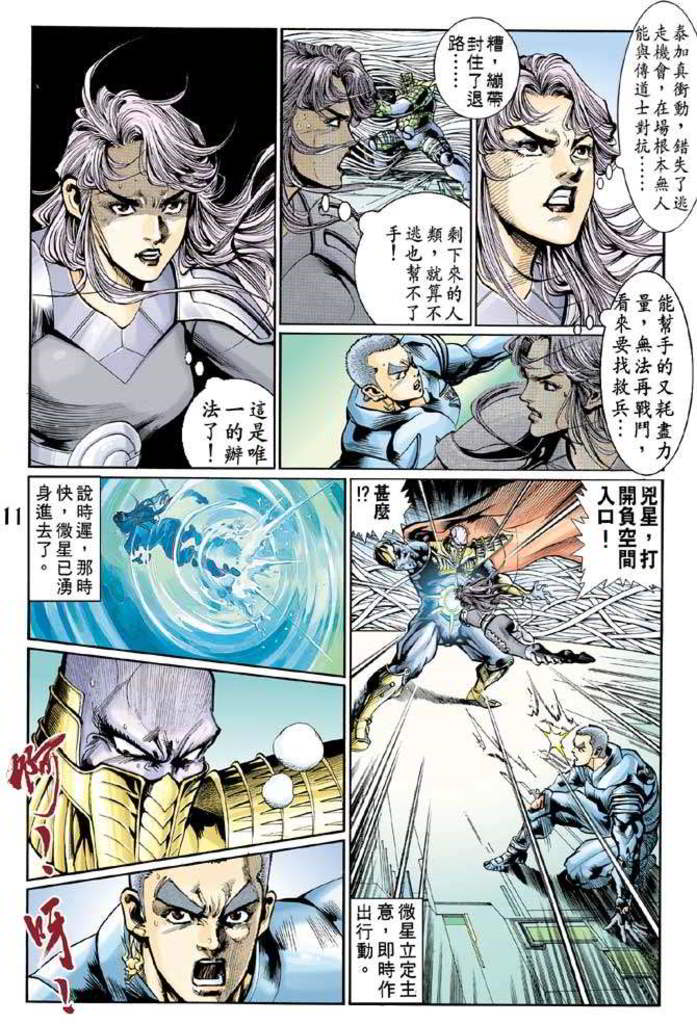 泰加真衝動，錯失了逃
走機會，在場根本無人
能與傳道士對抗……
糟，繃帶
封住了退
路……
剩下來的人
類，就算不
逃也幫不了
手！
能幫手的又耗盡力
量，無法再戰鬥，
看來要找救兵…
這是唯
一的辦
法了！
兇星，打
開負空間
入口！
甚麼
!?
微星立定主
意，即時作
出行動。
說時遲，那時
快，微星已湧
身進去了。
啊！
呀！
11